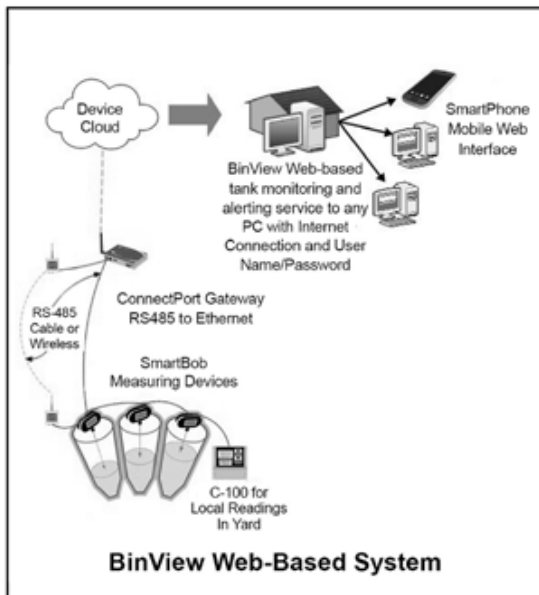 Device
Cloud
SmartPhone
Mobile Web
Interface
BinView Web-based
tank monitoring and
alerting service to any
PC with Internet
Connection and User
Name/Password
ConnectPort Gateway
RS485 to Ethernet
RS-485
Cable or
Wireless
SmartBob
Measuring Devices
C-100 for
Local Readings
In Yard
BinView Web-Based System